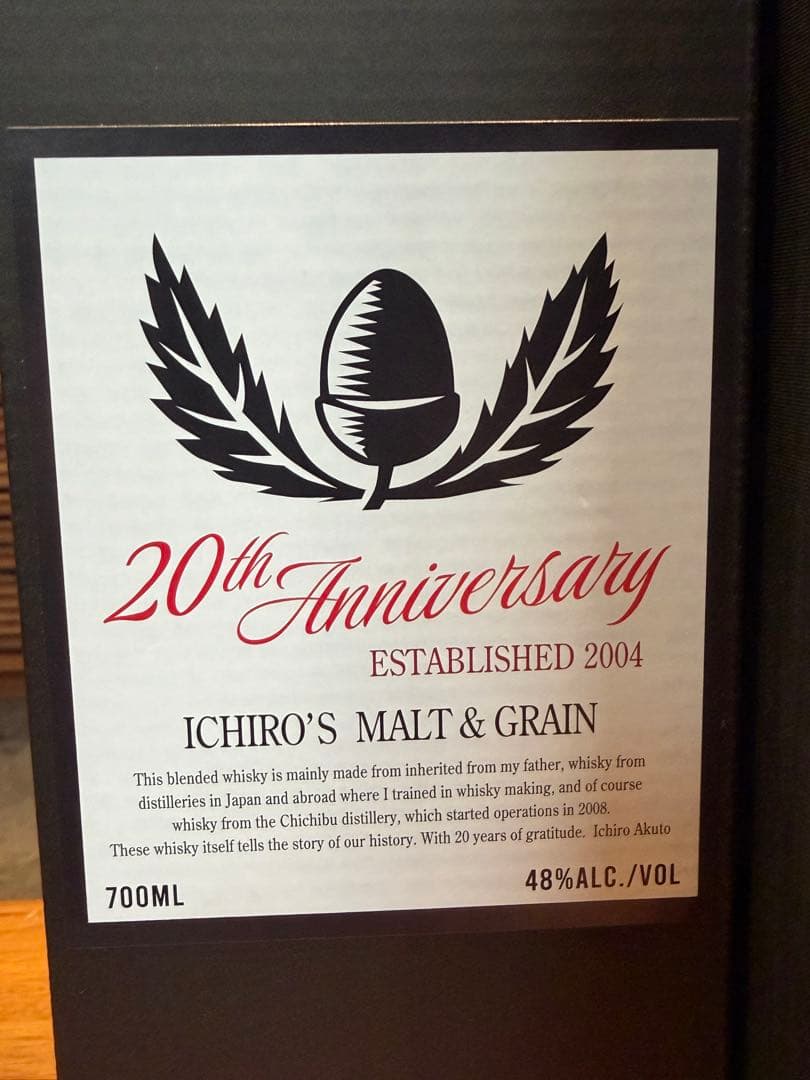 20th Anniversary
ESTABLISHED 2004
ICHIRO'S MALT & GRAIN
This blended whisky is mainly made from inherited from my father, whisky from
distilleries in Japan and abroad where I trained in whisky making, and of course
whisky from the Chichibu distillery, which started operations in 2008.
These whisky itself tells the story of our history. With 20 years of gratitude. Ichiro Akuto
700ML
48%ALC./VOL